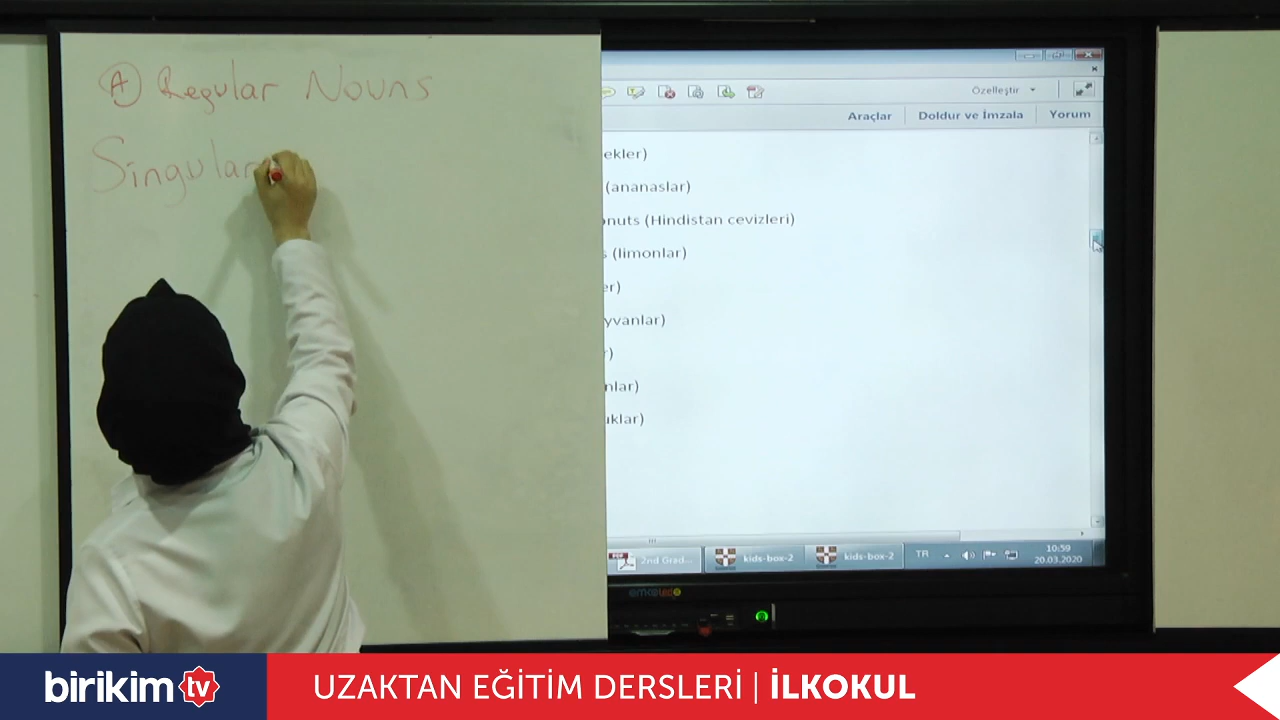 A Regular Nouns
Singular
Özelleştir
Araçlar Doldur ve İmzala Yorum
ekler)
(ananaslar)
onuts (Hindistan cevizleri)
s (limonlar)
er)
yvanlar)
r)
nlar)
uklar)
2nd Grad... kids-box-2 kids-box-2 TR 10:59
20.03.2020
birikim tv UZAKTAN EĞİTİM DERSLERİ | İLKOKUL